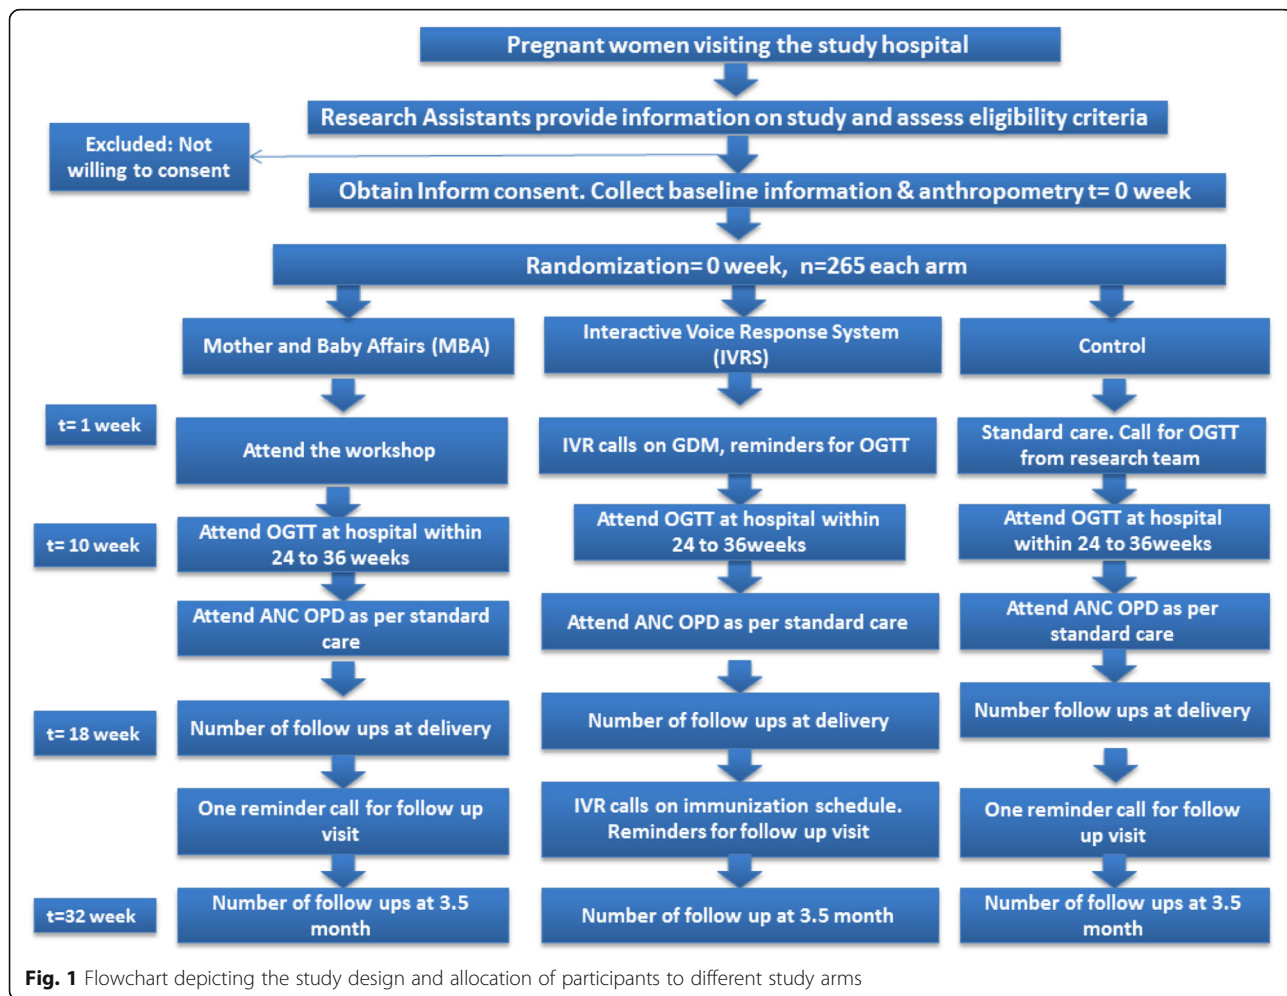 Pregnant women visiting the study hospital
Research Assistants provide information on study and assess eligibility criteria
Excluded: Not
willing to consent
Obtain Inform consent. Collect baseline information & anthropometry t= 0 week
Randomization= 0 week,  n=265 each arm
Mother and Baby Affairs (MBA)
Interactive Voice Response System
(IVRS)
Control
t= 1 week
Attend the workshop
IVR calls on GDM, reminders for OGTT
Standard care. Call for OGTT
from research team
t= 10 week
Attend OGTT at hospital within
24 to 36 weeks
Attend OGTT at hospital within
24 to 36weeks
Attend OGTT at hospital
within 24 to 36weeks
Attend ANC OPD as per standard
care
Attend ANC OPD as per standard care
Attend ANC OPD as per
standard care
t= 18 week
Number of follow ups at delivery
Number of follow ups at delivery
Number follow ups at delivery
One reminder call for follow up
visit
IVR calls on immunization schedule.
Reminders for follow up visit
One reminder call for follow
up visit
t=32 week
Number of follow ups at 3.5
month
Number of follow up at 3.5 month
Number of follow ups at 3.5
month
Fig. 1 Flowchart depicting the study design and allocation of participants to different study arms